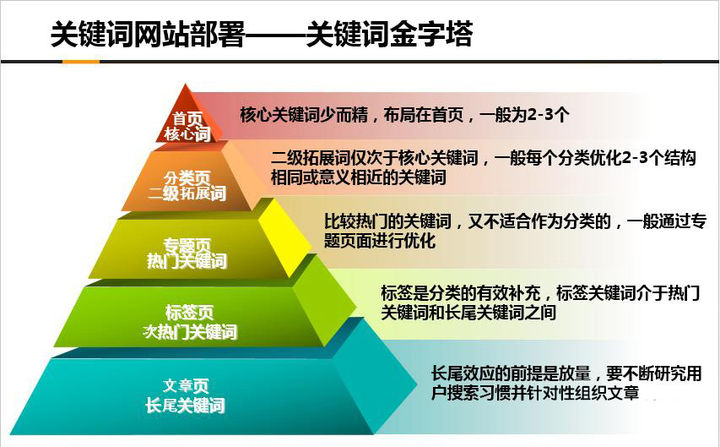 关键词网站部署——关键词金字塔
首页
核心词
核心关键词少而精，布局在首页，一般为2-3个
分类页
二级拓展词
二级拓展词仅次于核心关键词，一般每个分类优化2-3个结构
相同或意义相近的关键词
专题页
热门关键词
比较热门的关键词，又不适合作为分类的，一般通过专
题页面进行优化
标签页
次热门关键词
标签是分类的有效补充，标签关键词介于热门
关键词和长尾关键词之间
文章页
长尾关键词
长尾效应的前提是放量，要不断研究用
户搜索习惯并针对性组织文章